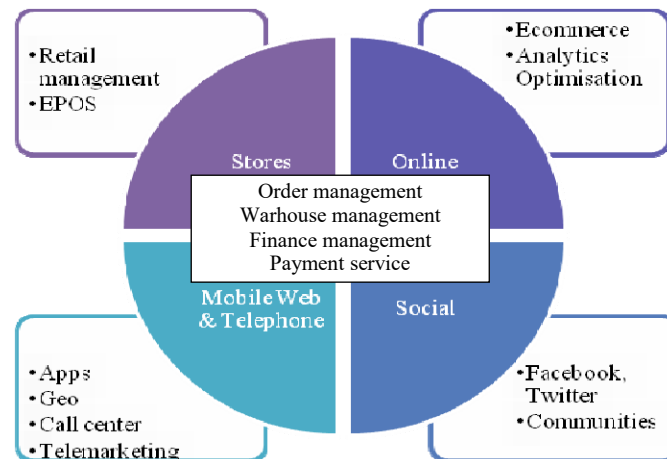 •Retail
management
•EPOS
•Ecommerce
•Analytics
Optimisation
Stores
Online
Order management
Warhouse management
Finance management
Payment service
Mobile Web
& Telephone
Social
•Apps
•Geo
•Call center
•Telemarketing
•Facebook,
Twitter
•Communities